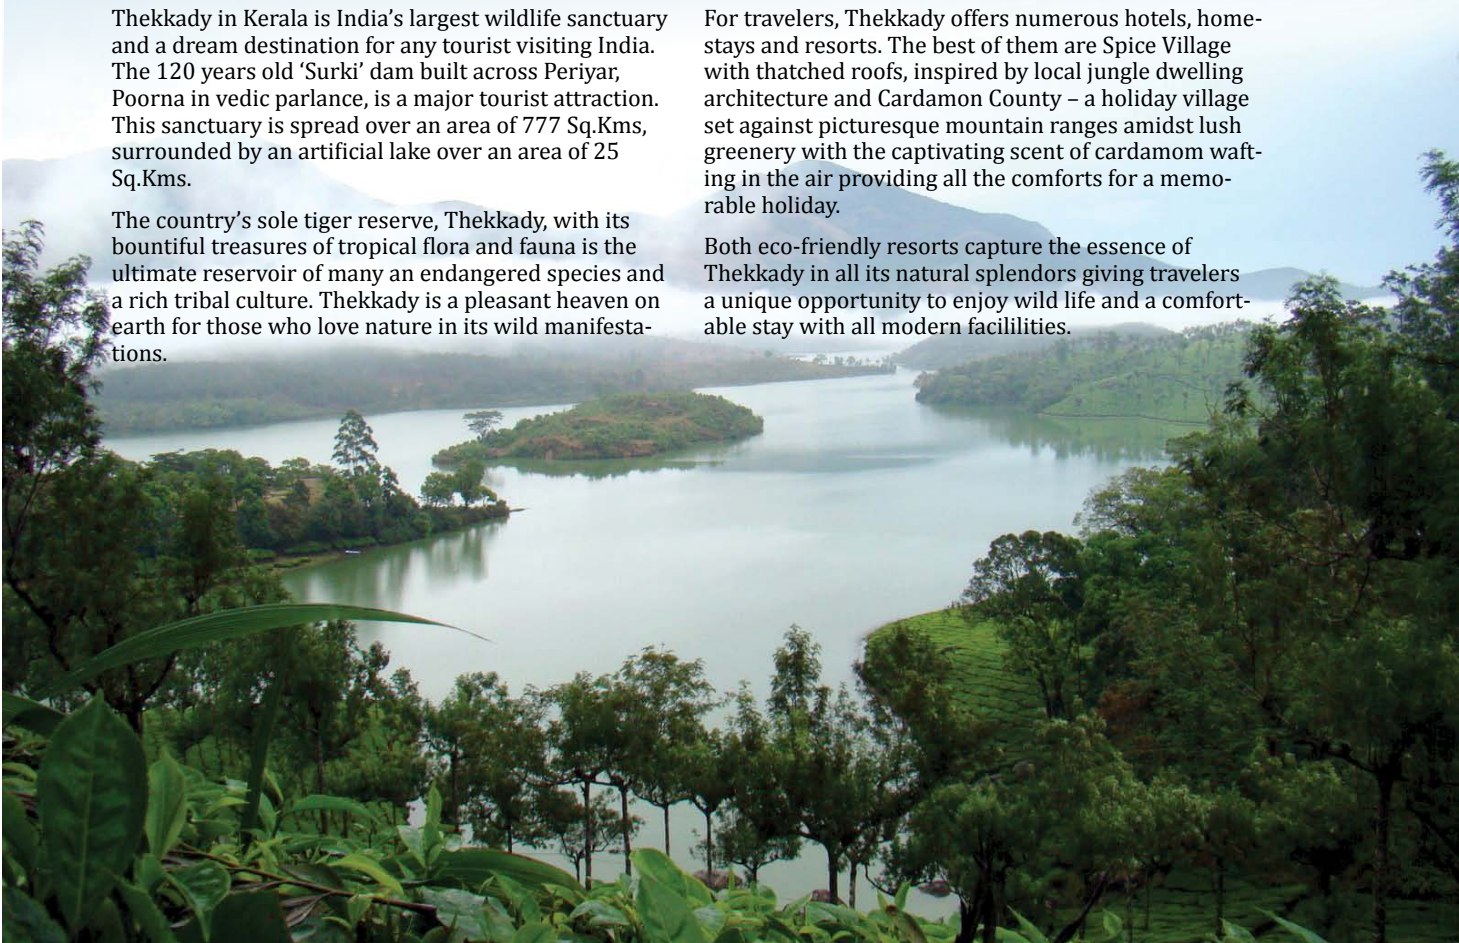 Thekkady in Kerala is India’s largest wildlife sanctuary
and a dream destination for any tourist visiting India.
The 120 years old ‘Surki’ dam built across Periyar,
Poorna in vedic parlance, is a major tourist attraction.
This sanctuary is spread over an area of 777 Sq.Kms,
surrounded by an artificial lake over an area of 25
Sq.Kms.
The country’s sole tiger reserve, Thekkady, with its
bountiful treasures of tropical flora and fauna is the
ultimate reservoir of many an endangered species and
a rich tribal culture. Thekkady is a pleasant heaven on
earth for those who love nature in its wild manifesta-
tions.
For travelers, Thekkady offers numerous hotels, home-
stays and resorts. The best of them are Spice Village
with thatched roofs, inspired by local jungle dwelling
architecture and Cardamon County – a holiday village
set against picturesque mountain ranges amidst lush
greenery with the captivating scent of cardamom waft-
ing in the air providing all the comforts for a memo-
rable holiday.
Both eco-friendly resorts capture the essence of
Thekkady in all its natural splendors giving travelers
a unique opportunity to enjoy wild life and a comfort-
able stay with all modern facililities.